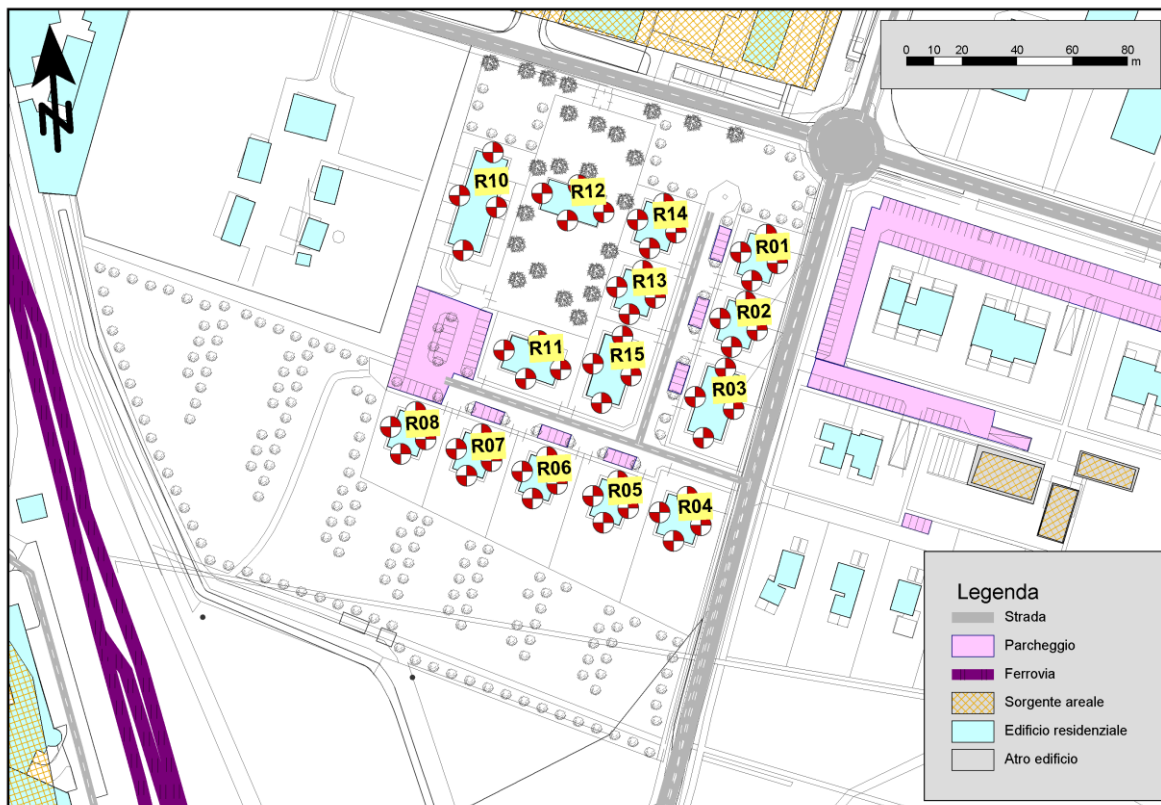 N
0 10 20 40 60 80
m
R10
R12
R14
R01
R13
R02
R11
R15
R03
R08
R07
R06
R05
R04
Legenda
Strada
Parcheggio
Ferrovia
Sorgente areale
Edificio residenziale
Atro edificio